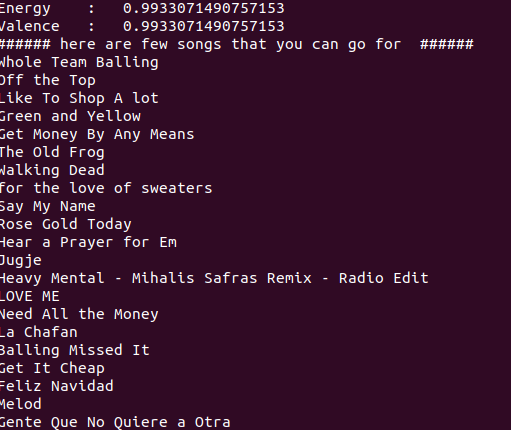 Energy    :   0.9933071490757153
Valence   :   0.9933071490757153
###### here are few songs that you can go for  ######
Whole Team Balling
Off the Top
Like To Shop A lot
Green and Yellow
Get Money By Any Means
The Old Frog
Walking Dead
for the love of sweaters
Say My Name
Rose Gold Today
Hear a Prayer for Em
Jugje
Heavy Mental - Mihalis Safras Remix - Radio Edit
LOVE ME
Need All the Money
La Chafan
Balling Missed It
Get It Cheap
Feliz Navidad
Melod
Gente Que No Quiere a Otra